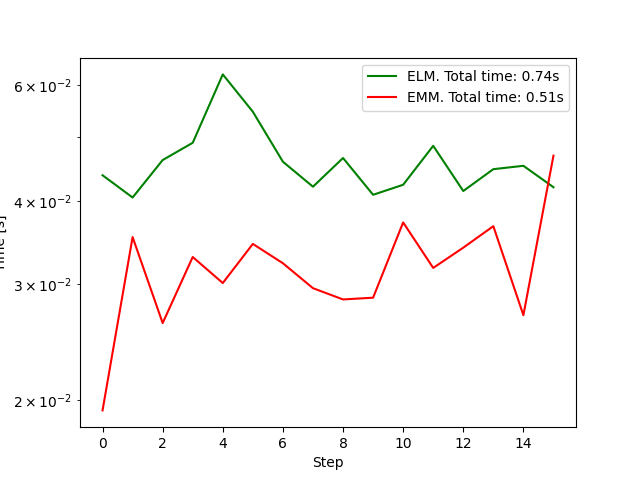 ELM. Total time: 0.74s
EMM. Total time: 0.51s
6 × 10⁻²
4 × 10⁻²
3 × 10⁻²
2 × 10⁻²
Time [s]
0 2 4 6 8 10 12 14
Step